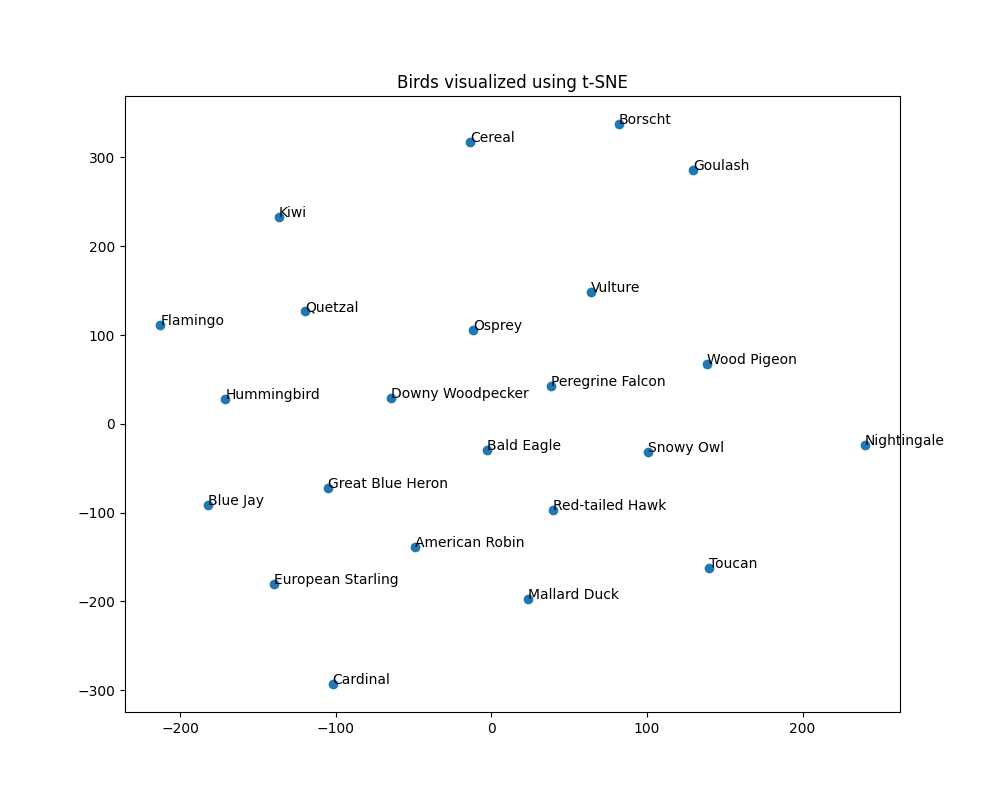 Birds visualized using t-SNE
Borscht
Cereal
Goulash
300
Kiwi
200
Vulture
Quetzal
Flamingo
Osprey
100
Wood Pigeon
Peregrine Falcon
Downy Woodpecker
Hummingbird
0
Nightingale
Bald Eagle
Snowy Owl
Great Blue Heron
Blue Jay
Red-tailed Hawk
−100
American Robin
Toucan
European Starling
Mallard Duck
−200
Cardinal
−300
−200
−100
0
100
200